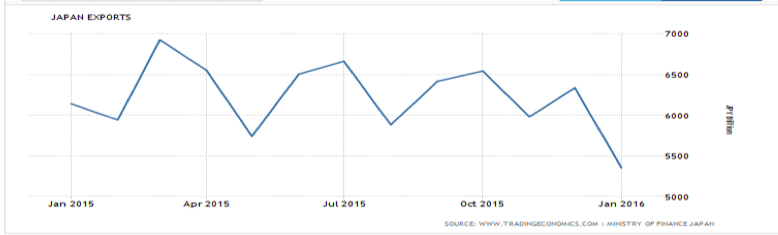 JAPAN EXPORTS
7000
6500
6000
5500
5000
JPY Billion
Jan 2015 Apr 2015 Jul 2015 Oct 2015 Jan 2016
SOURCE: WWW.TRADINGECONOMICS.COM | MINISTRY OF FINANCE JAPAN